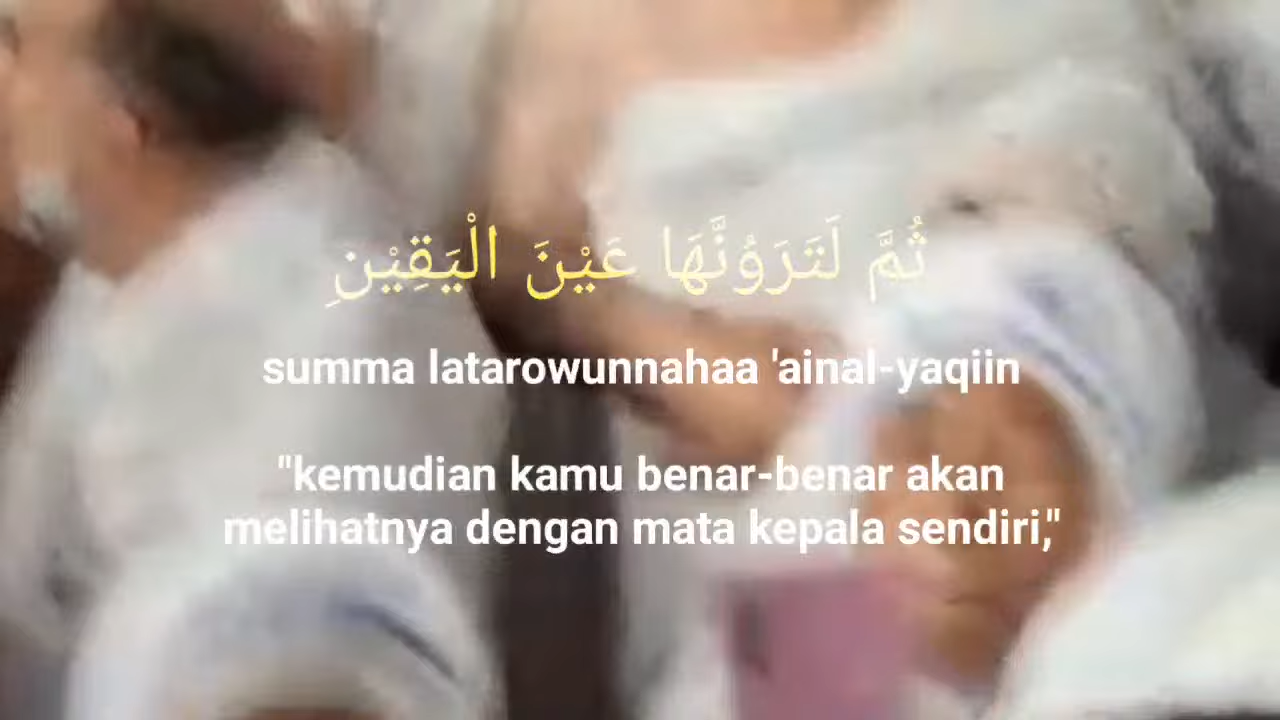 ثُمَّ لَتَرَوُنَّهَا عَيْنَ الْيَقِيْنِ
summa latarowunnahaa 'ainal-yaqiin
"kemudian kamu benar-benar akan
melihatnya dengan mata kepala sendiri,"